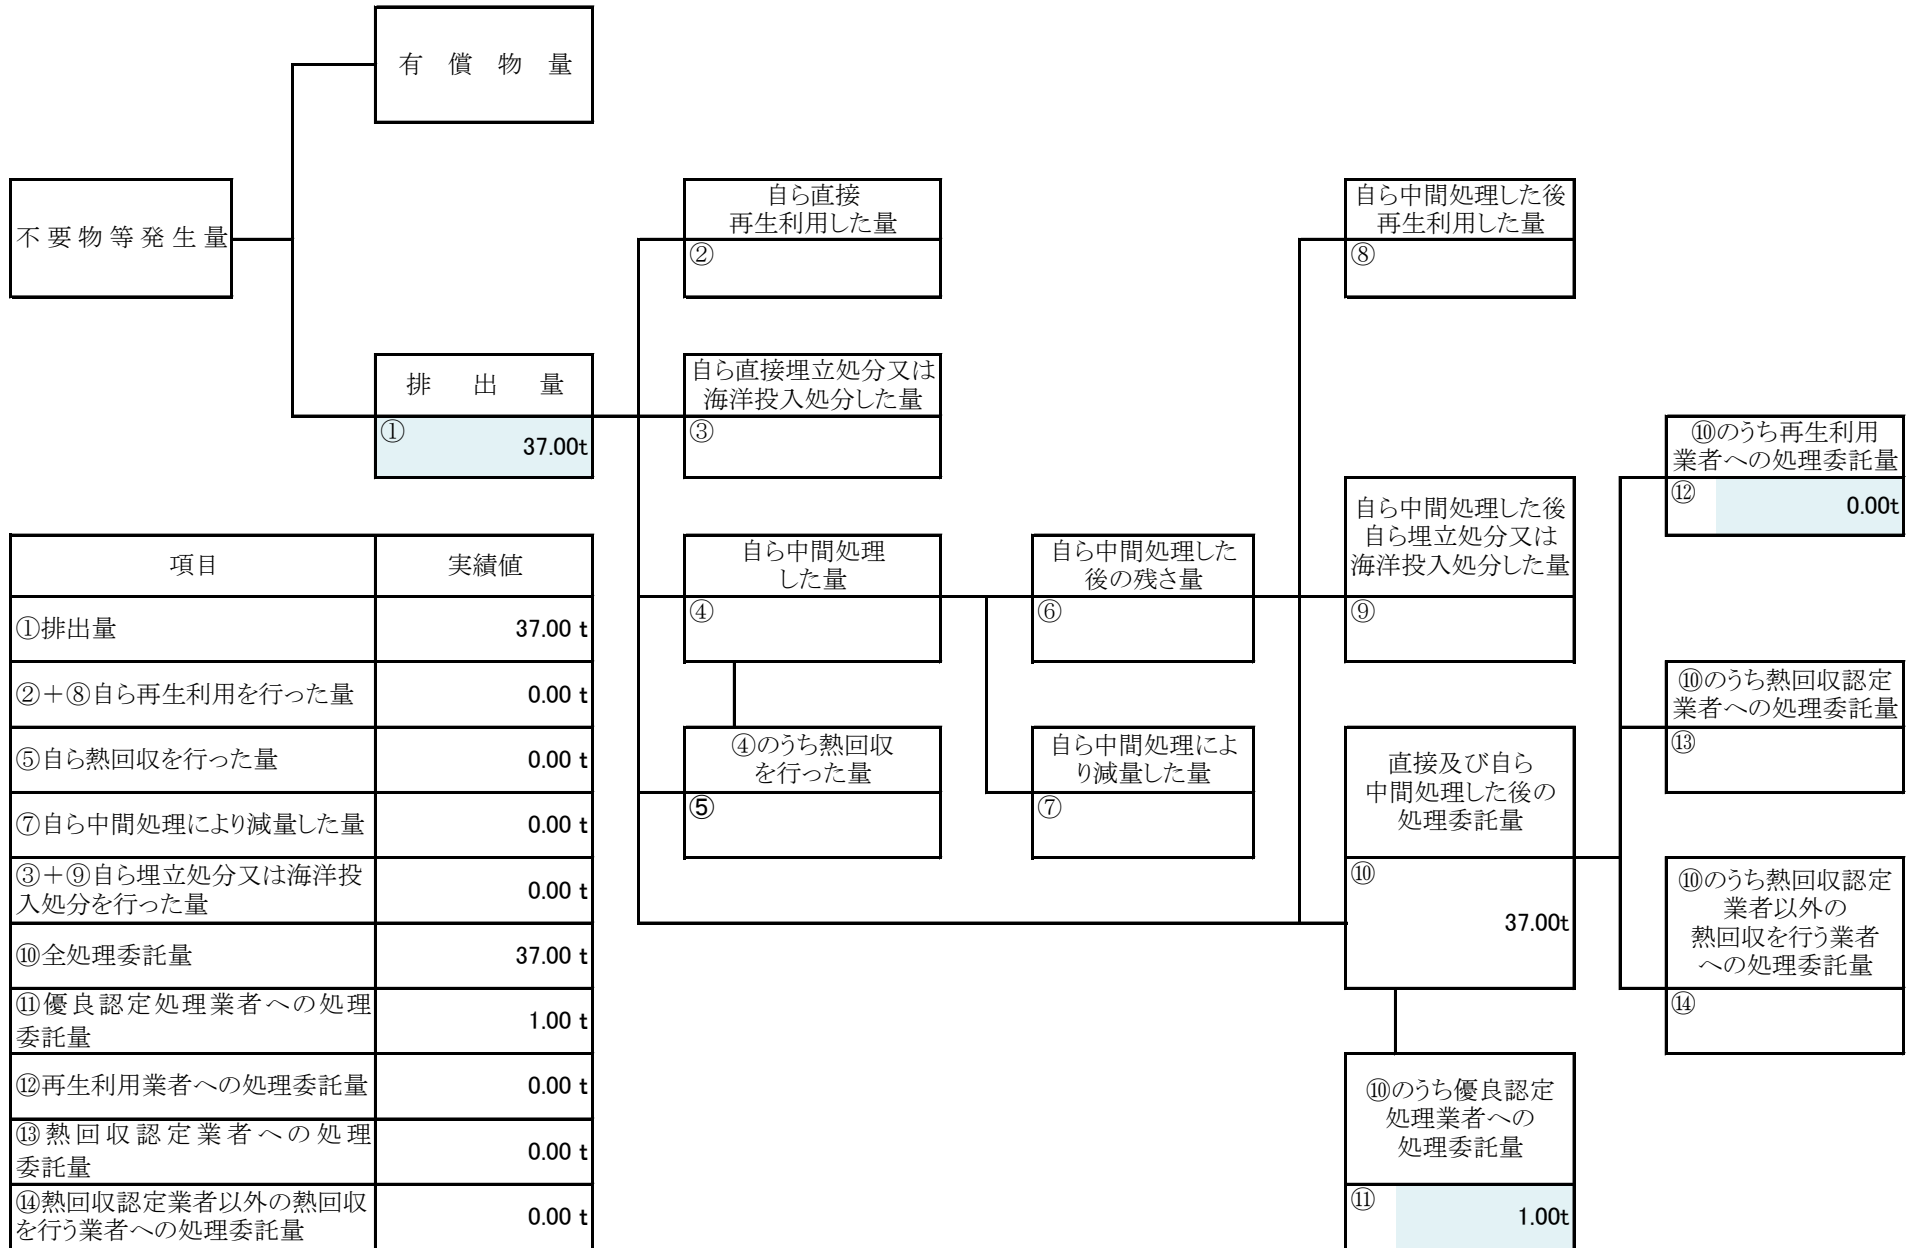 有償物量
不要物等発生量
排出量
①
37.00t
自ら直接
再生利用した量
②
自ら直接埋立処分又は
海洋投入処分した量
③
自ら中間処理
した量
④
④のうち熱回収
を行った量
⑤
自ら中間処理した
後の残さ量
⑥
自ら中間処理によ
り減量した量
⑦
自ら中間処理した後
再生利用した量
⑧
自ら中間処理した後
自ら埋立処分又は
海洋投入処分した量
⑨
直接及び自ら
中間処理した後の
処理委託量
⑩
37.00t
⑩のうち優良認定
処理業者への
処理委託量
⑪
1.00t
⑩のうち再生利用
業者への処理委託量
⑫
0.00t
⑩のうち熱回収認定
業者への処理委託量
⑬
⑩のうち熱回収認定
業者以外の
熱回収を行う業者
への処理委託量
⑭
項目 実績値
①排出量 37.00 t
②＋⑧自ら再生利用を行った量 0.00 t
⑤自ら熱回収を行った量 0.00 t
⑦自ら中間処理により減量した量 0.00 t
③＋⑨自ら埋立処分又は海洋投
入処分を行った量 0.00 t
⑩全処理委託量 37.00 t
⑪優良認定処理業者への処理
委託量 1.00 t
⑫再生利用業者への処理委託量 0.00 t
⑬熱回収認定業者への処理
委託量 0.00 t
⑭熱回収認定業者以外の熱回収
を行う業者への処理委託量 0.00 t